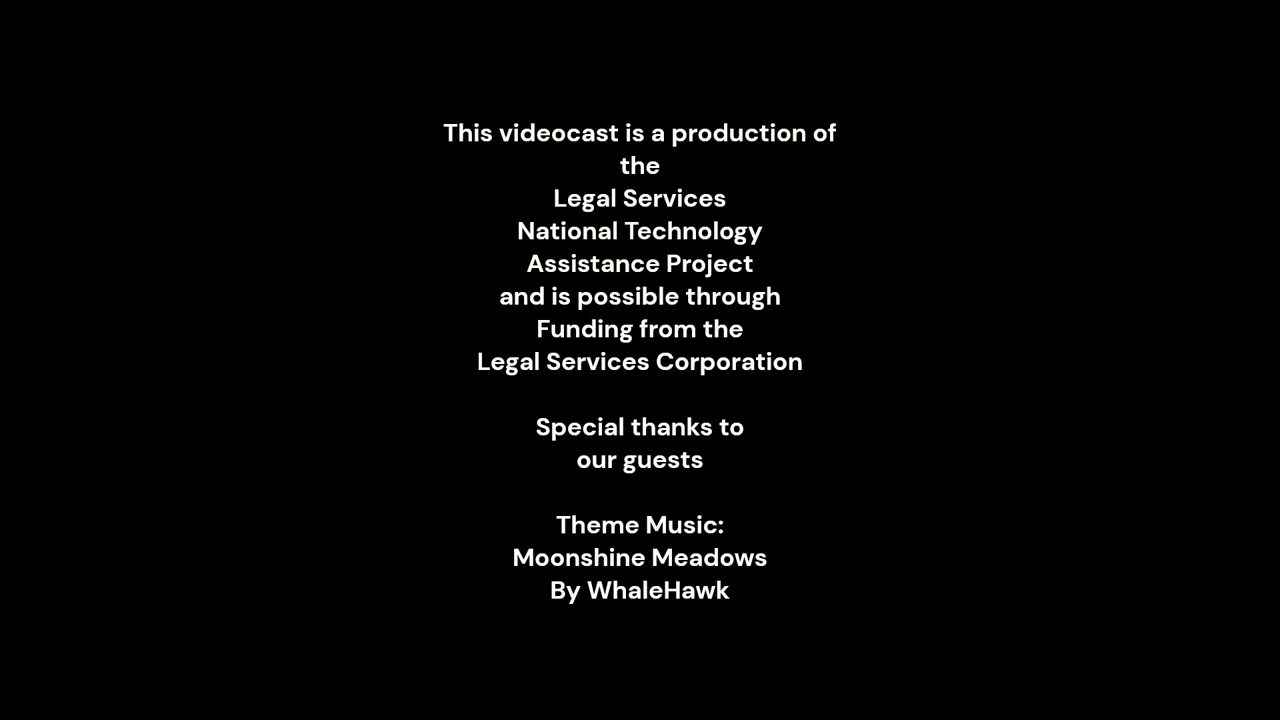 This videocast is a production of
the
Legal Services
National Technology
Assistance Project
and is possible through
Funding from the
Legal Services Corporation
Special thanks to
our guests
Theme Music:
Moonshine Meadows
By WhaleHawk